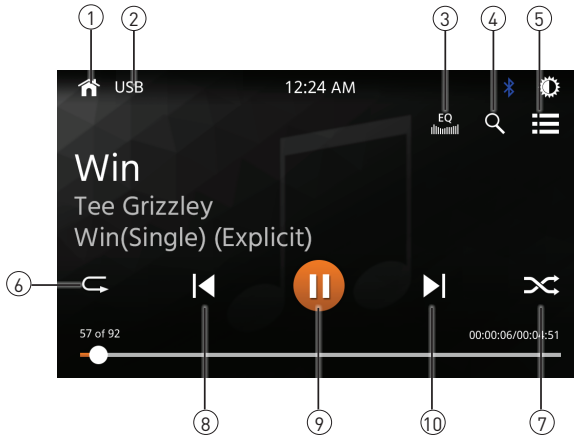 1 2 3 4 5
USB 12:24 AM
EQ
Win
Tee Grizzley
Win(Single) (Explicit)
6
57 of 92 00:00:06/00:04:51
8 9 10 7